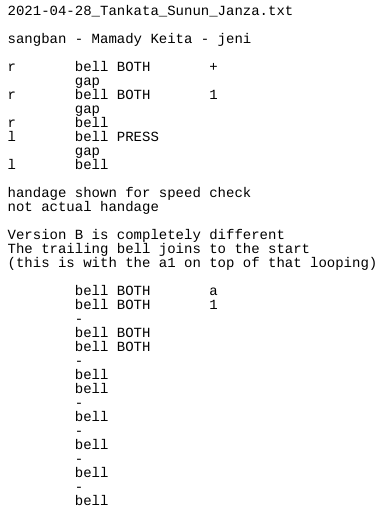 2021-04-28_Tankata_Sunun_Janza.txt
sangban - Mamady Keita - jeni
r bell BOTH +
gap
r bell BOTH 1
gap
r bell
l bell PRESS
gap
l bell
handage shown for speed check
not actual handage
Version B is completely different
The trailing bell joins to the start
(this is with the a1 on top of that looping)
bell BOTH a
bell BOTH 1
-
bell BOTH
bell BOTH
-
bell
bell
-
bell
-
bell
-
bell
-
bell